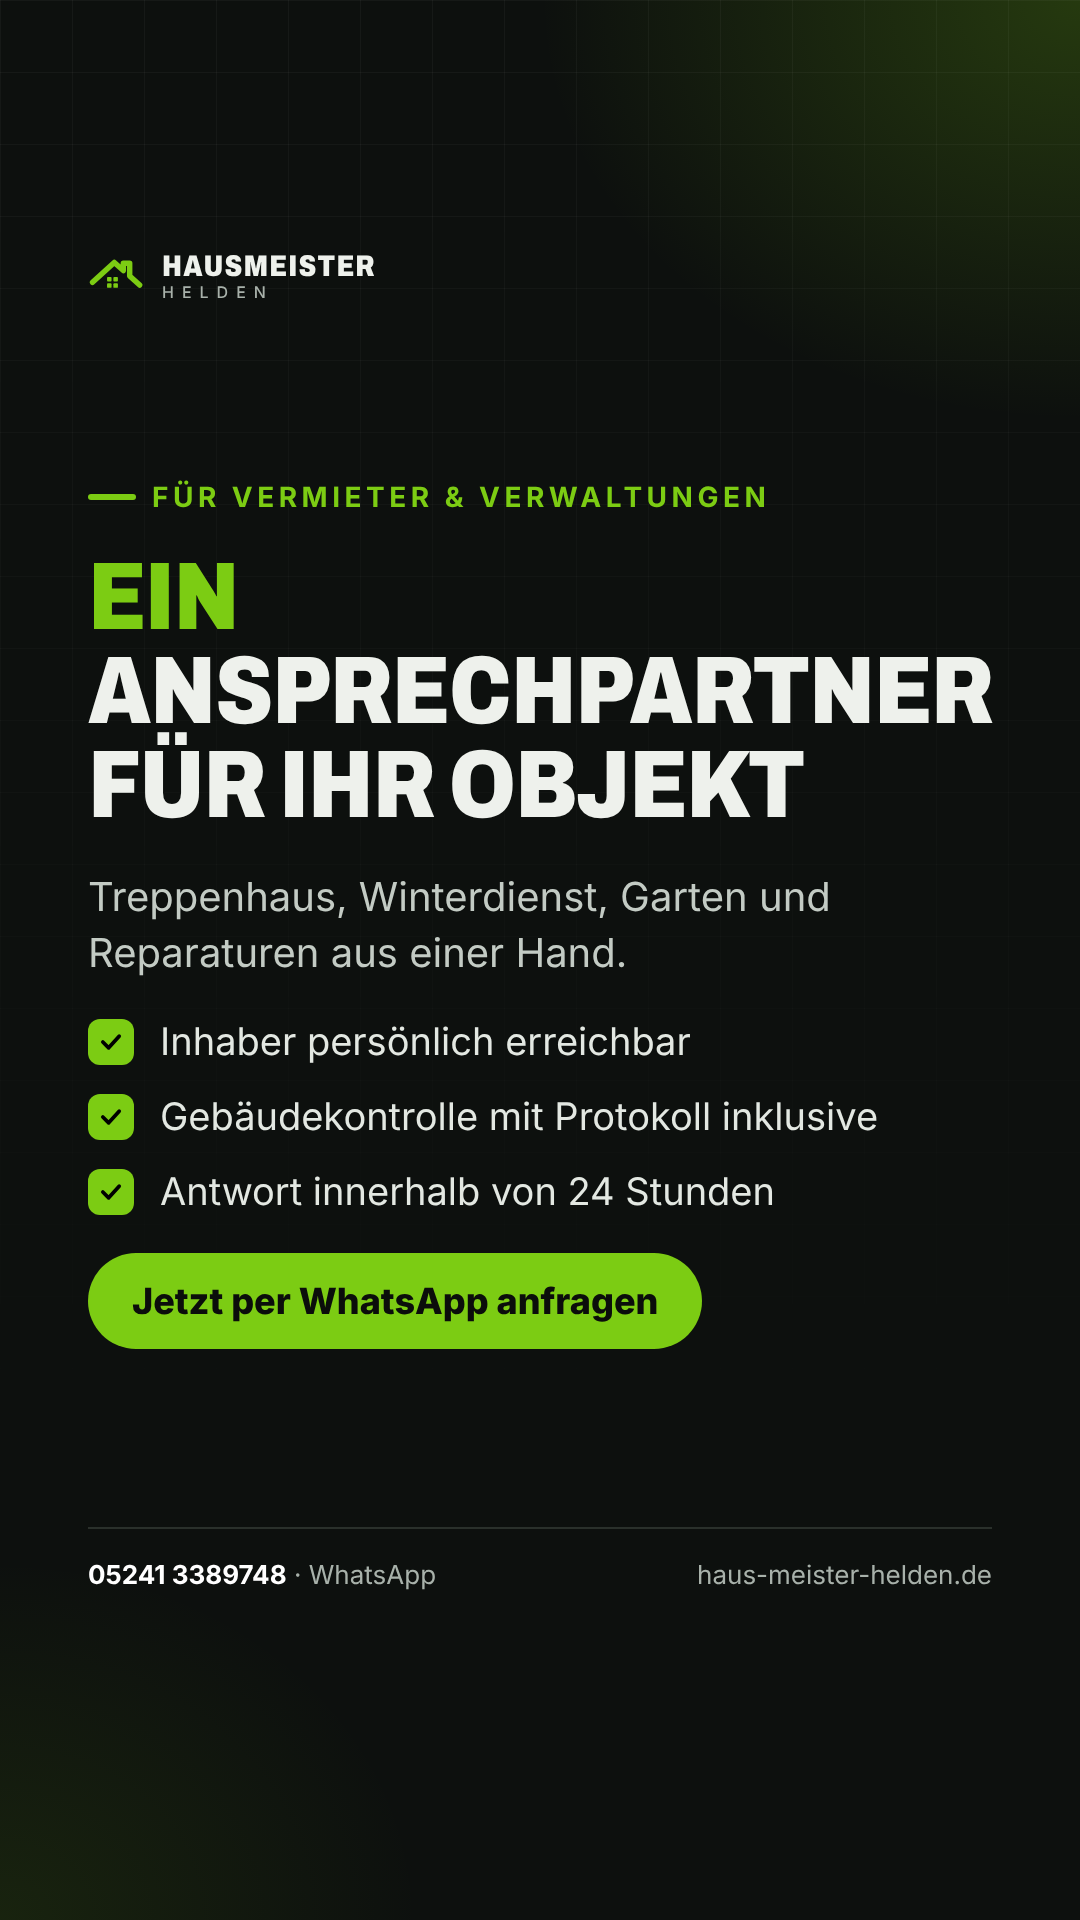 HAUSMEISTER
HELDEN
FÜR VERMIETER & VERWALTUNGEN
EIN
ANSPRECHPARTNER
FÜR IHR OBJEKT
Treppenhaus, Winterdienst, Garten und
Reparaturen aus einer Hand.
Inhaber persönlich erreichbar
Gebäudekontrolle mit Protokoll inklusive
Antwort innerhalb von 24 Stunden
Jetzt per WhatsApp anfragen
05241 3389748 · WhatsApp
haus-meister-helden.de